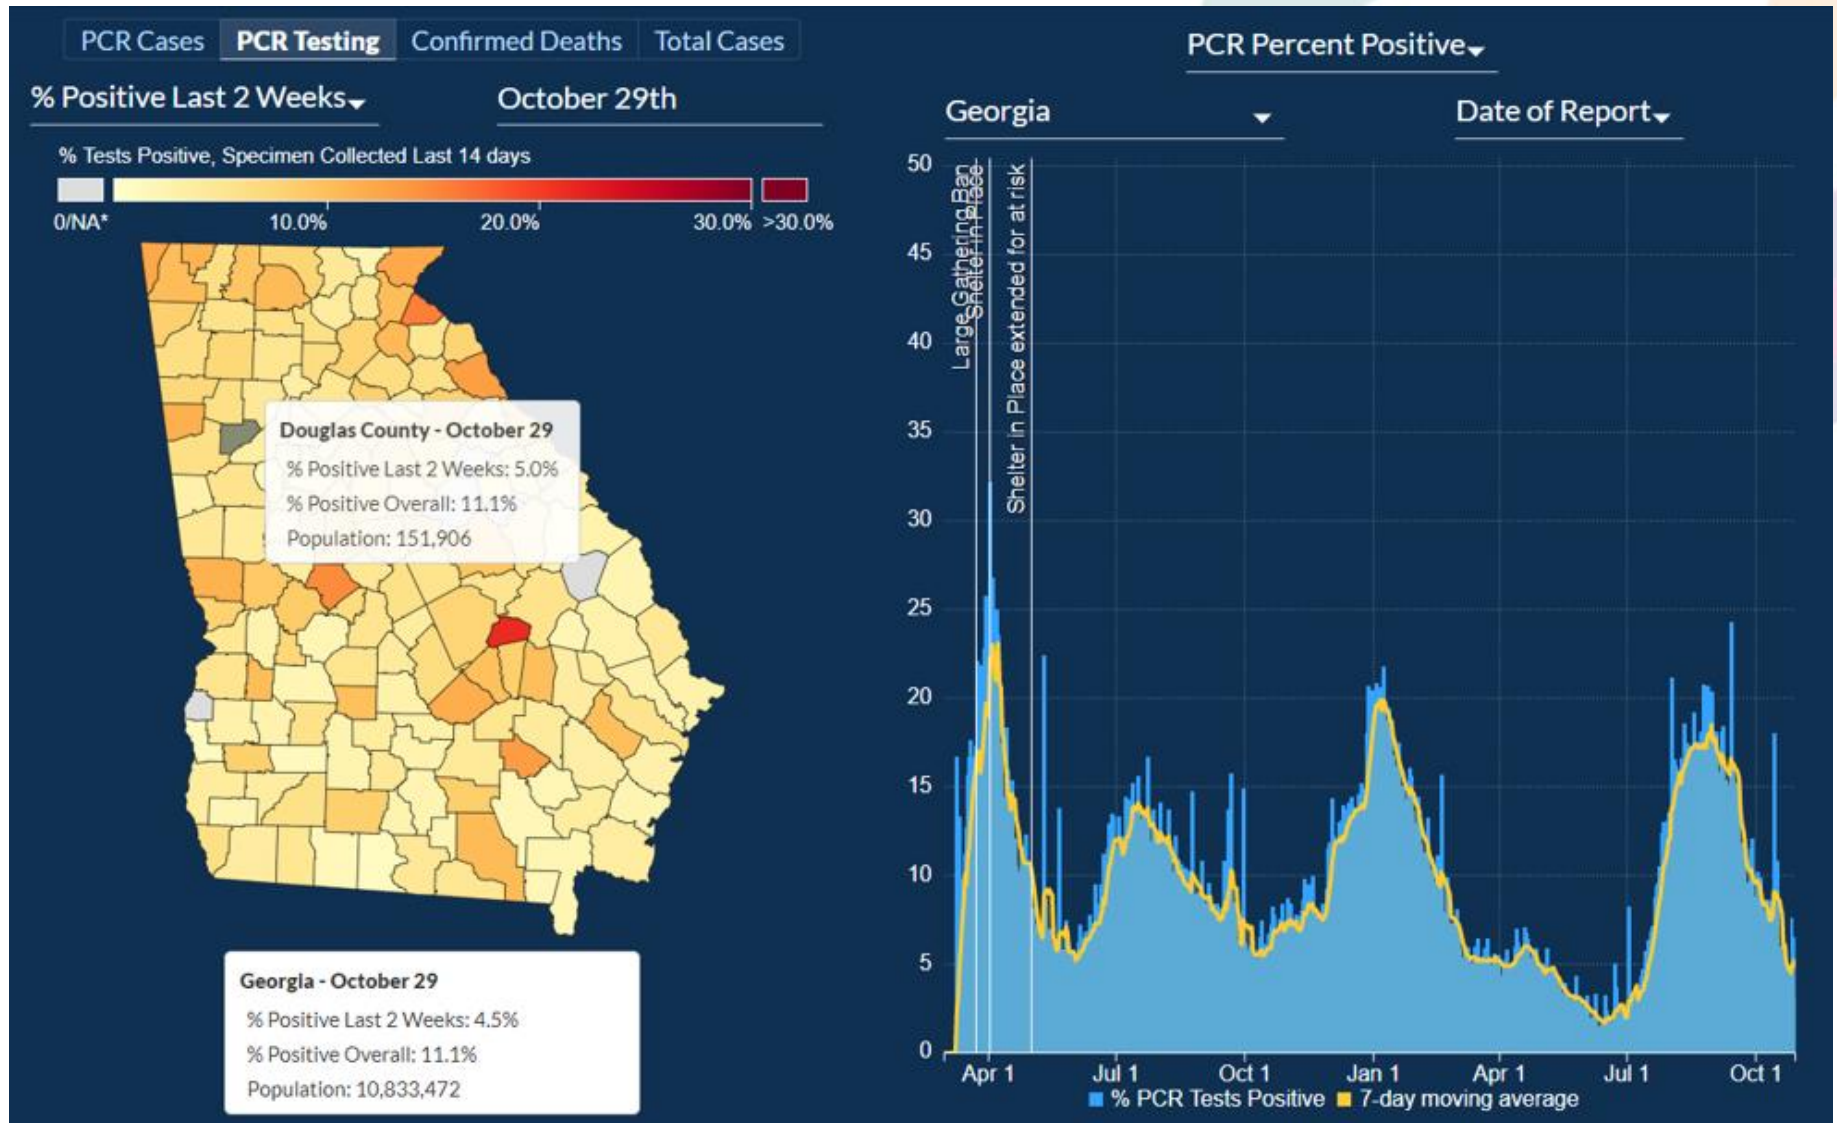 PCR Cases PCR Testing Confirmed Deaths Total Cases
% Positive Last 2 Weeks
October 29th
% Tests Positive, Specimen Collected Last 14 days
0/NA* 10.0% 20.0% 30.0% >30.0%
Douglas County - October 29
% Positive Last 2 Weeks: 5.0%
% Positive Overall: 11.1%
Population: 151,906
Georgia - October 29
% Positive Last 2 Weeks: 4.5%
% Positive Overall: 11.1%
Population: 10,833,472
PCR Percent Positive
Georgia
Date of Report
50
45
40
35
30
25
20
15
10
5
0
Large Gathering Ban
Shelter in Place
Shelter in Place extended for at risk
Apr 1 Jul 1 Oct 1 Jan 1 Apr 1 Jul 1 Oct 1
% PCR Tests Positive 7-day moving average